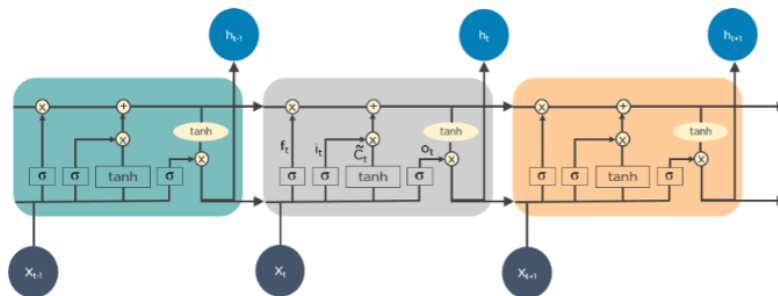 h_{t-1} h_t h_{t+1}
x + x + x +
tanh tanh tanh
x x x x x x
f_t i_t C̃_t o_t
σ σ tanh σ σ σ tanh σ σ σ tanh σ
X_{t-1} X_t X_{t+1}